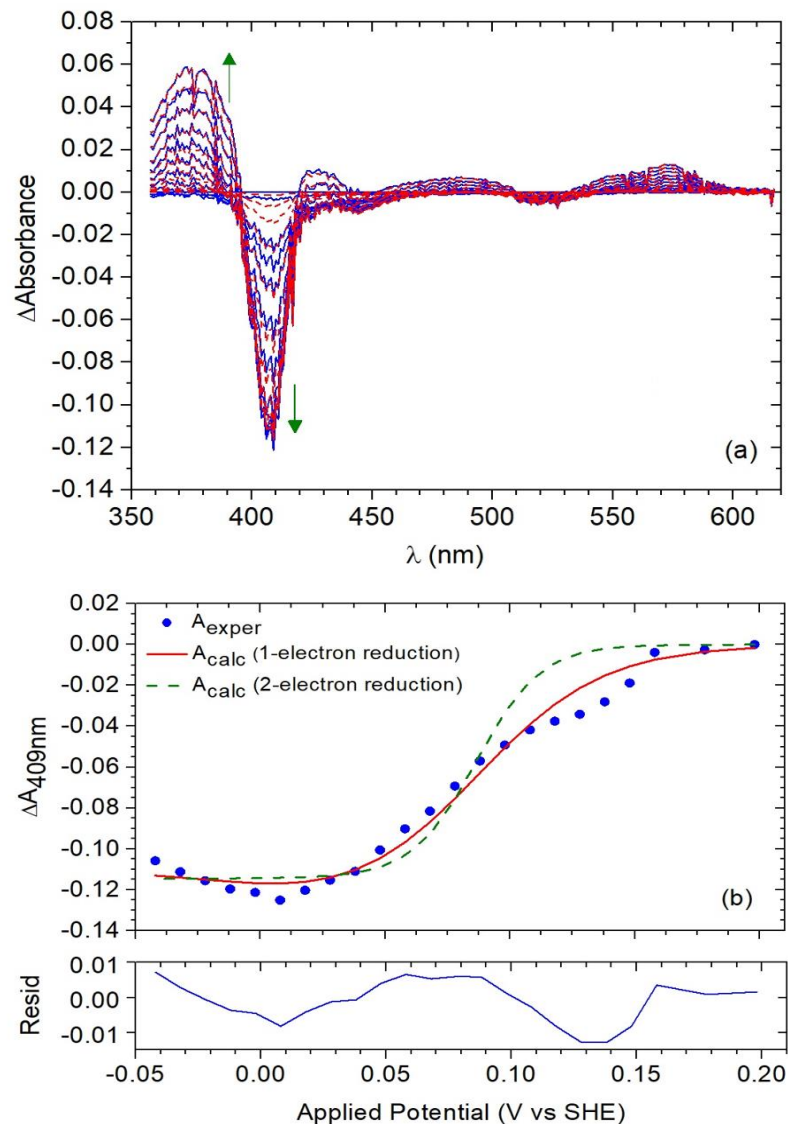 0.08
0.06
0.04
0.02
0.00
-0.02
-0.04
-0.06
-0.08
-0.10
-0.12
-0.14
ΔAbsorbance
(a)
350 400 450 500 550 600
λ (nm)
0.02
0.00
-0.02
-0.04
-0.06
-0.08
-0.10
-0.12
-0.14
ΔA409nm
Aexper
Acalc (1-electron reduction)
Acalc (2-electron reduction)
(b)
0.01
0.00
-0.01
Resid
-0.05 0.00 0.05 0.10 0.15 0.20
Applied Potential (V vs SHE)